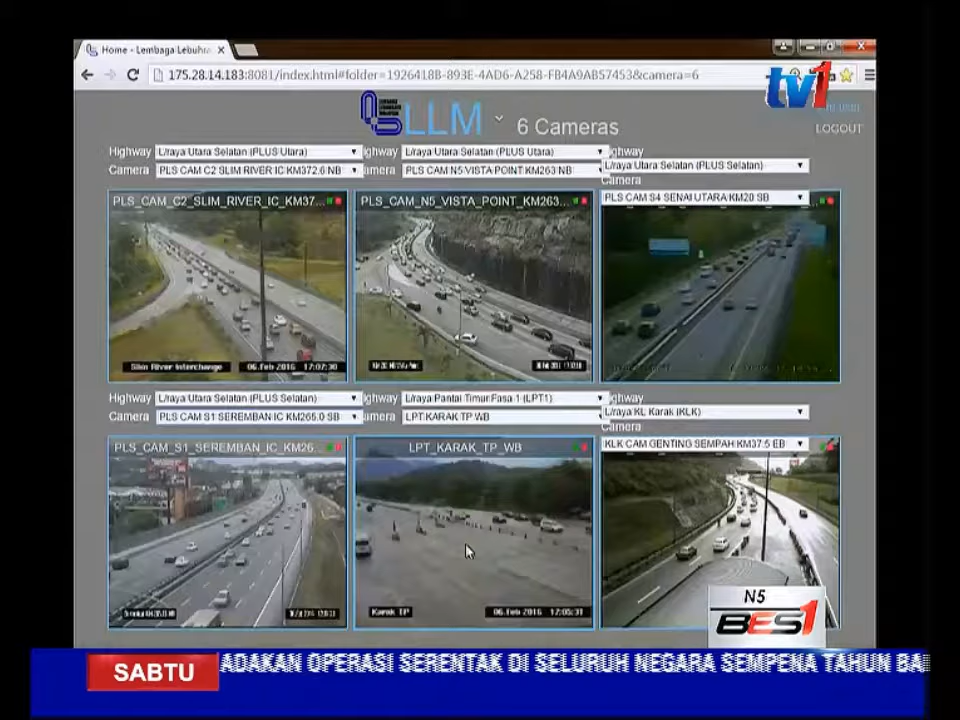 Home - Lembaga Lebuhra
175.28.14.183:8081/index.html#folder=1926418B-893E-4AD6-A258-FB4A9AB57453&camera=6
tv1
LLM
6 Cameras
LOGOUT
Highway L/raya Utara Selatan (PLUS Utara)
Camera PLS CAM C2 SLIM RIVER IC KM372.6 NB
ighway L/raya Utara Selatan (PLUS Utara)
amera PLS CAM N5 VISTA POINT KM263 NB
ghway
L/raya Utara Selatan (PLUS Selatan)
Camera
PLS CAM S4 SENAI UTARA KM20 SB
PLS_CAM_C2_SLIM_RIVER_IC_KM37...
PLS_CAM_N5_VISTA_POINT_KM263...
Slim River Interchange 06.Feb 2016 17:07:30
Highway L/raya Utara Selatan (PLUS Selatan)
Camera PLS CAM S1 SEREMBAN IC KM265.0 SB
ighway L/raya Pantai Timur Fasa 1 (LPT1)
amera LPT KARAK TP WB
ghway
L/raya KL Karak (KLK)
Camera
KLK CAM GENTING SEMPAH KM37.5 EB
PLS_CAM_S1_SEREMBAN_IC_KM26...
LPT_KARAK_TP_WB
Karak TP 06.Feb 2016 17:05:31
N5
BES1
SABTU
ADAKAN OPERASI SERENTAK DI SELURUH NEGARA SEMPENA TAHUN BA